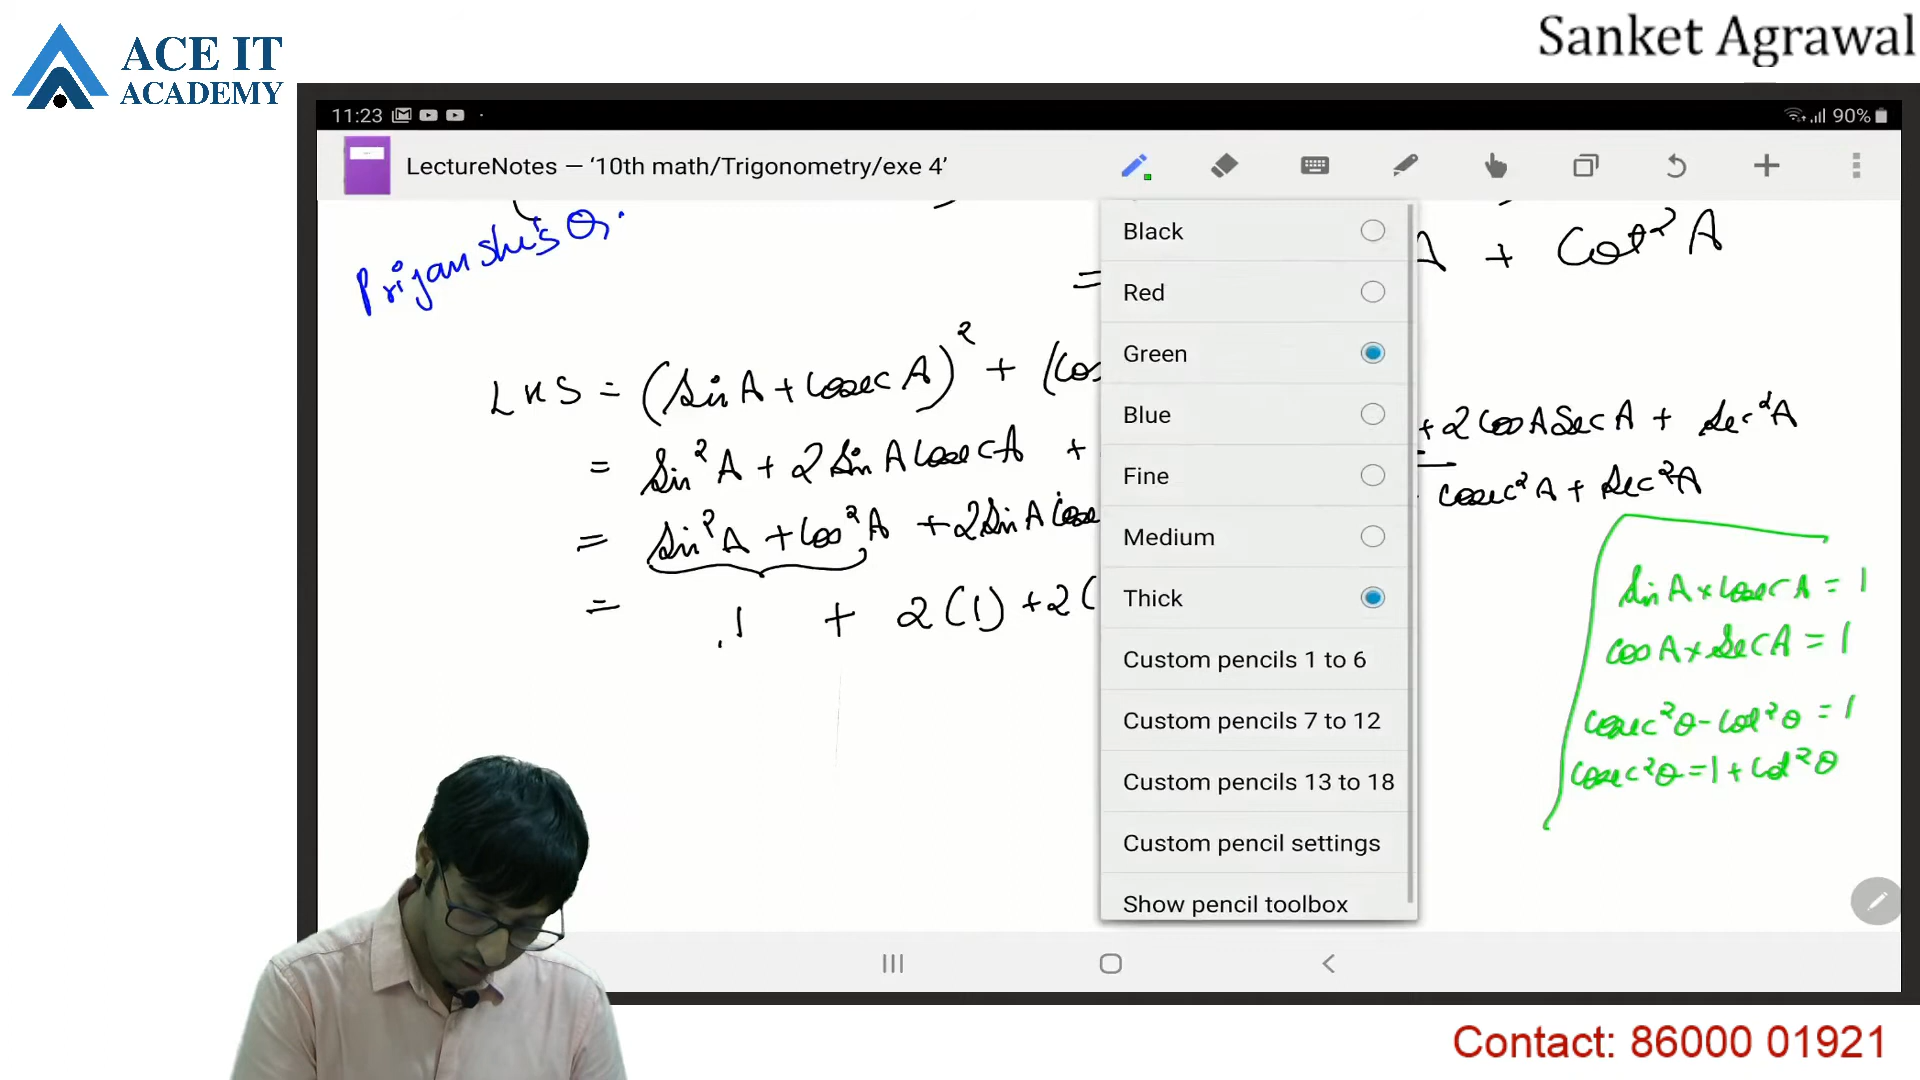 ACE IT
ACADEMY
Sanket Agrawal
11:23
90%
LectureNotes — ‘10th math/Trigonometry/exe 4’
Priyanshi's Q.
= A + Cot²A
LHS = (Sin A + Cosec A)² + (Cos
= Sin²A + 2 Sin A Cosec A + + 2 Cos A Sec A + Sec²A
= Sin²A + Cos²A + 2 Sin A Cosec Cosec²A + Sec²A
= 1 + 2(1) + 2(
Black
Red
Green
Blue
Fine
Medium
Thick
Custom pencils 1 to 6
Custom pencils 7 to 12
Custom pencils 13 to 18
Custom pencil settings
Show pencil toolbox
Sin A × Cosec A = 1
Cos A × Sec A = 1
Cosec²θ - Cot²θ = 1
Cosec²θ = 1 + Cot²θ
Contact: 86000 01921